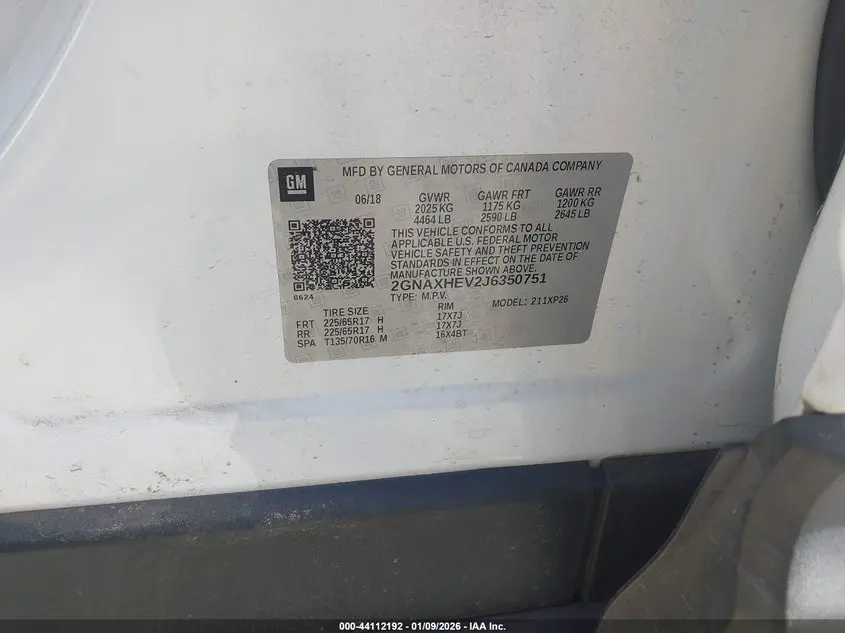 GM
MFD BY GENERAL MOTORS OF CANADA COMPANY
06/18 GVWR GAWR FRT GAWR RR
2025 KG 1175 KG 1200 KG
4464 LB 2590 LB 2645 LB
THIS VEHICLE CONFORMS TO ALL
APPLICABLE U.S. FEDERAL MOTOR
VEHICLE SAFETY AND THEFT PREVENTION
STANDARDS IN EFFECT ON THE DATE OF
MANUFACTURE SHOWN ABOVE.
2GNAXHEV2J6350751
8624
TYPE: M.P.V. MODEL: 211XP26
TIRE SIZE RIM
FRT 225/65R17 H 17X7J
RR 225/65R17 H 17X7J
SPA T135/70R16 M 16X4BT
000-44112192 - 01/09/2026 - IAA Inc.